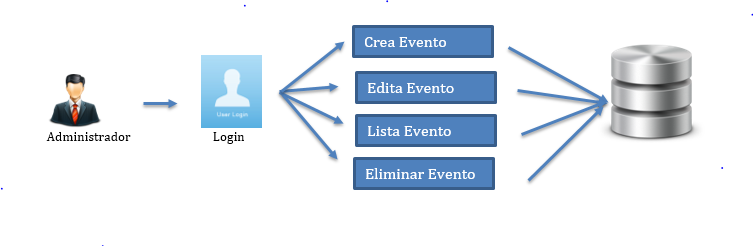 Crea Evento
Edita Evento
Lista Evento
Eliminar Evento
User Login
Administrador
Login